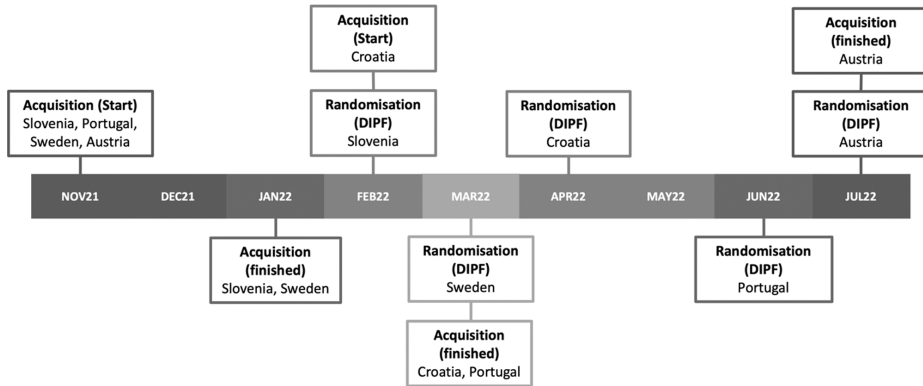 Acquisition
(Start)
Croatia
Acquisition
(finished)
Austria
Acquisition (Start)
Slovenia, Portugal,
Sweden, Austria
Randomisation
(DIPF)
Slovenia
Randomisation
(DIPF)
Croatia
Randomisation
(DIPF)
Austria
NOV21 DEC21 JAN22 FEB22 MAR22 APR22 MAY22 JUN22 JUL22
Acquisition
(finished)
Slovenia, Sweden
Randomisation
(DIPF)
Sweden
Randomisation
(DIPF)
Portugal
Acquisition
(finished)
Croatia, Portugal